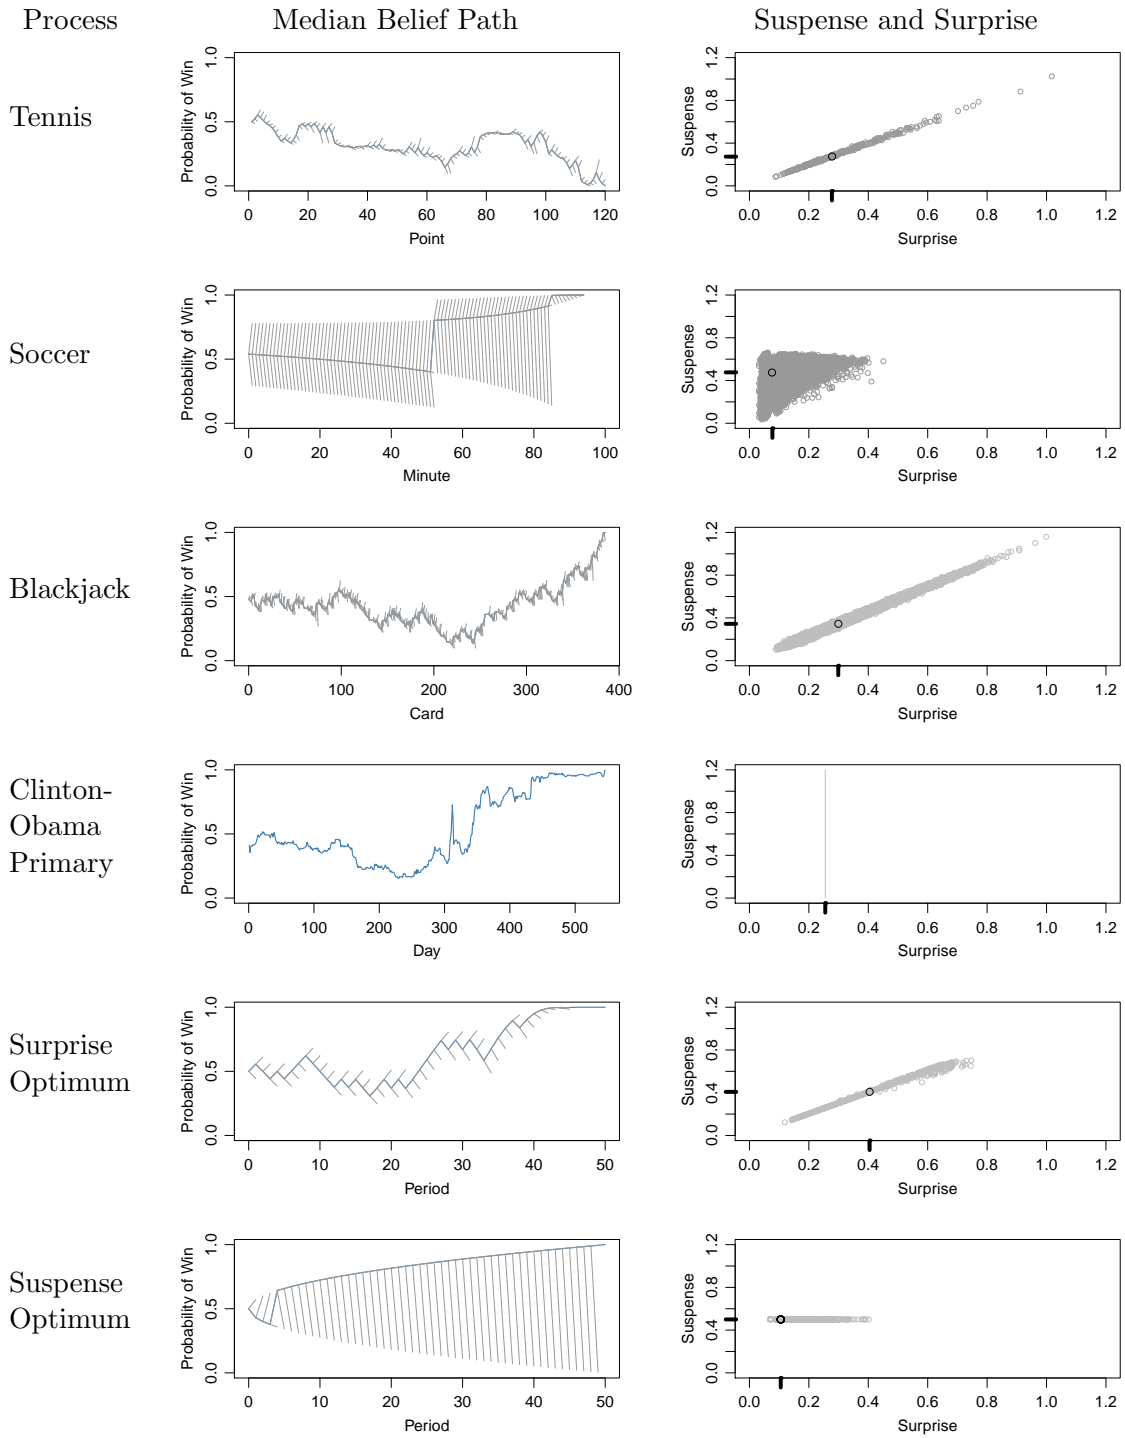 Process Median Belief Path Suspense and Surprise
Tennis
Probability of Win
0.0 0.5 1.0
0 20 40 60 80 100 120
Point
Suspense
0.0 0.4 0.8 1.2
0.0 0.2 0.4 0.6 0.8 1.0 1.2
Surprise
Soccer
Probability of Win
0.0 0.5 1.0
0 20 40 60 80 100
Minute
Suspense
0.0 0.4 0.8 1.2
0.0 0.2 0.4 0.6 0.8 1.0 1.2
Surprise
Blackjack
Probability of Win
0.0 0.5 1.0
0 100 200 300 400
Card
Suspense
0.0 0.4 0.8 1.2
0.0 0.2 0.4 0.6 0.8 1.0 1.2
Surprise
Clinton-
Obama
Primary
Probability of Win
0.0 0.5 1.0
0 100 200 300 400 500
Day
Suspense
0.0 0.4 0.8 1.2
0.0 0.2 0.4 0.6 0.8 1.0 1.2
Surprise
Surprise
Optimum
Probability of Win
0.0 0.5 1.0
0 10 20 30 40 50
Period
Suspense
0.0 0.4 0.8 1.2
0.0 0.2 0.4 0.6 0.8 1.0 1.2
Surprise
Suspense
Optimum
Probability of Win
0.0 0.5 1.0
0 10 20 30 40 50
Period
Suspense
0.0 0.4 0.8 1.2
0.0 0.2 0.4 0.6 0.8 1.0 1.2
Surprise